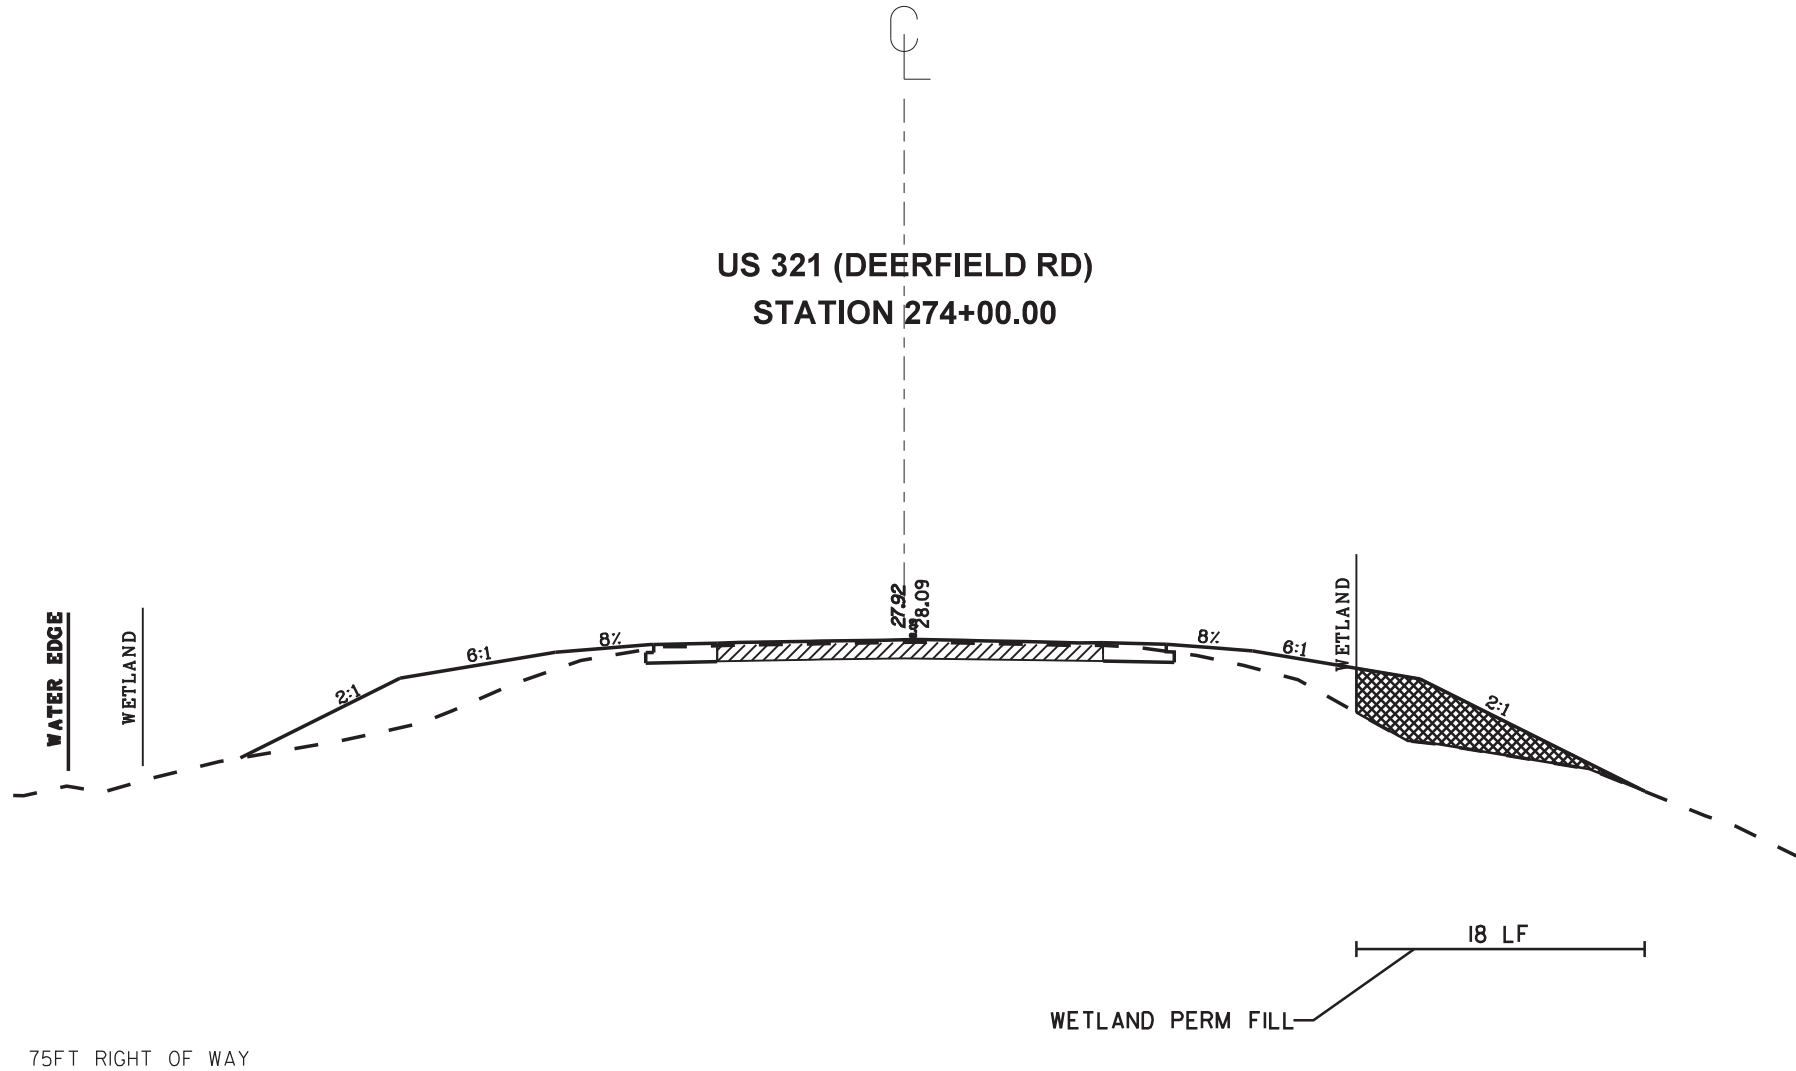 CL
US 321 (DEERFIELD RD)
STATION 274+00.00
27.92
28.09
WATER EDGE
WETLAND
2:1
6:1
8%
8%
6:1
WETLAND
2:1
18 LF
WETLAND PERM FILL
75FT RIGHT OF WAY